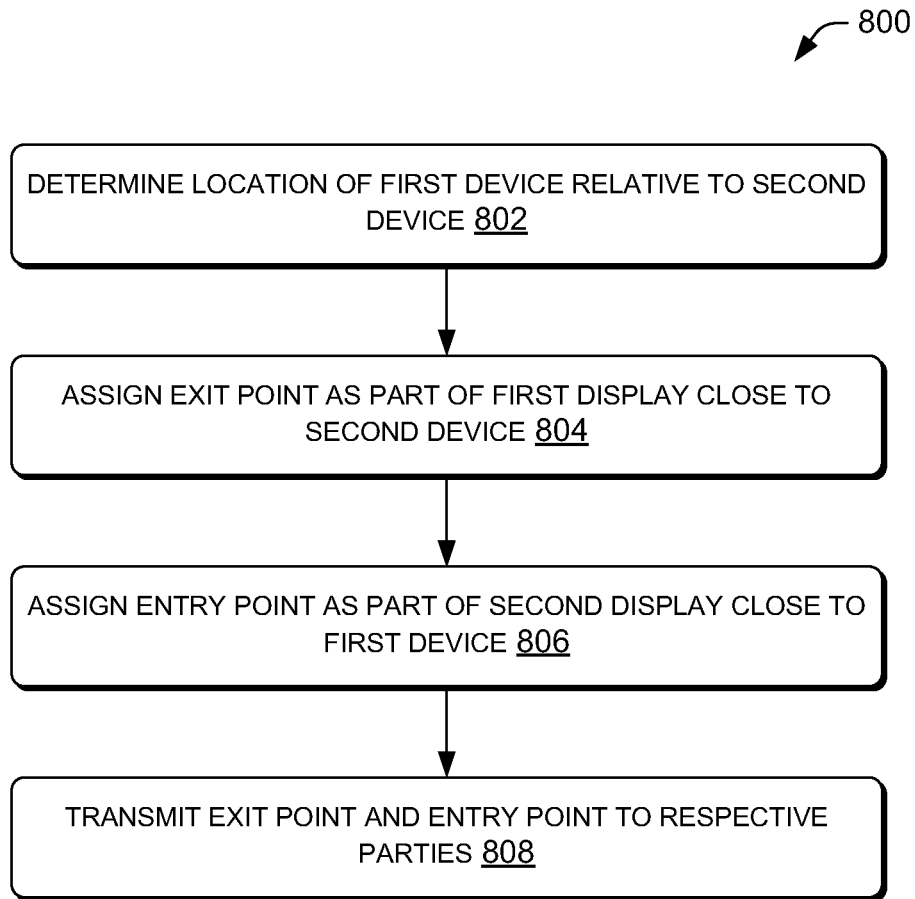 800
DETERMINE LOCATION OF FIRST DEVICE RELATIVE TO SECOND
DEVICE 802
ASSIGN EXIT POINT AS PART OF FIRST DISPLAY CLOSE TO
SECOND DEVICE 804
ASSIGN ENTRY POINT AS PART OF SECOND DISPLAY CLOSE TO
FIRST DEVICE 806
TRANSMIT EXIT POINT AND ENTRY POINT TO RESPECTIVE
PARTIES 808